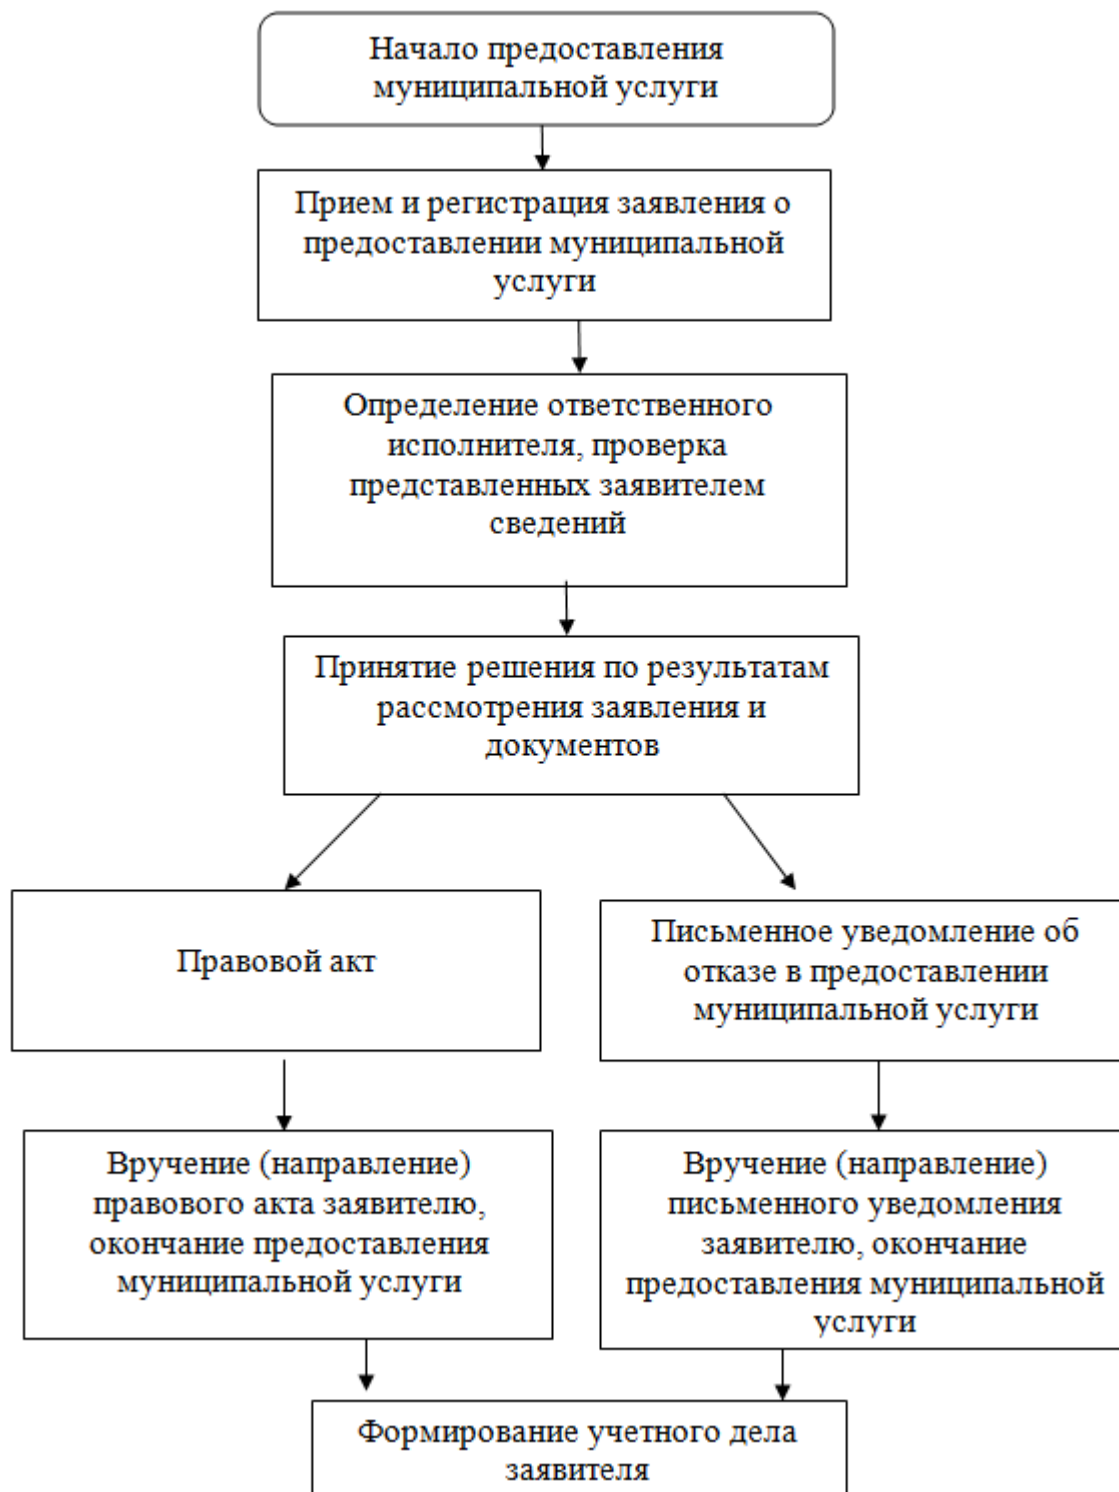 Начало предоставления
муниципальной услуги
Прием и регистрация заявления о
предоставлении муниципальной
услуги
Определение ответственного
исполнителя, проверка
представленных заявителем
сведений
Принятие решения по результатам
рассмотрения заявления и
документов
Правовой акт
Письменное уведомление об
отказе в предоставлении
муниципальной услуги
Вручение (направление)
правового акта заявителю,
окончание предоставления
муниципальной услуги
Вручение (направление)
письменного уведомления
заявителю, окончание
предоставления муниципальной
услуги
Формирование учетного дела
заявителя